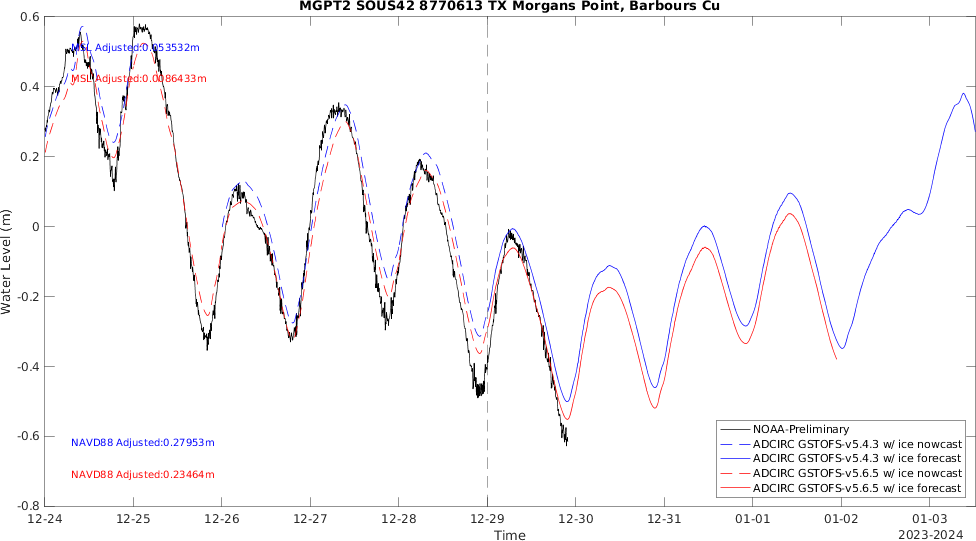 MGPT2 SOUS42 8770613 TX Morgans Point, Barbours Cu
0.6
0.4
0.2
0
-0.2
-0.4
-0.6
-0.8
Water Level (m)
MSL Adjusted:0.053532m
MSL Adjusted:0.0086433m
NAVD88 Adjusted:0.27953m
NAVD88 Adjusted:0.23464m
NOAA-Preliminary
ADCIRC GSTOFS-v5.4.3 w/ ice nowcast
ADCIRC GSTOFS-v5.4.3 w/ ice forecast
ADCIRC GSTOFS-v5.6.5 w/ ice nowcast
ADCIRC GSTOFS-v5.6.5 w/ ice forecast
12-24 12-25 12-26 12-27 12-28 12-29 12-30 12-31 01-01 01-02 01-03
Time
2023-2024